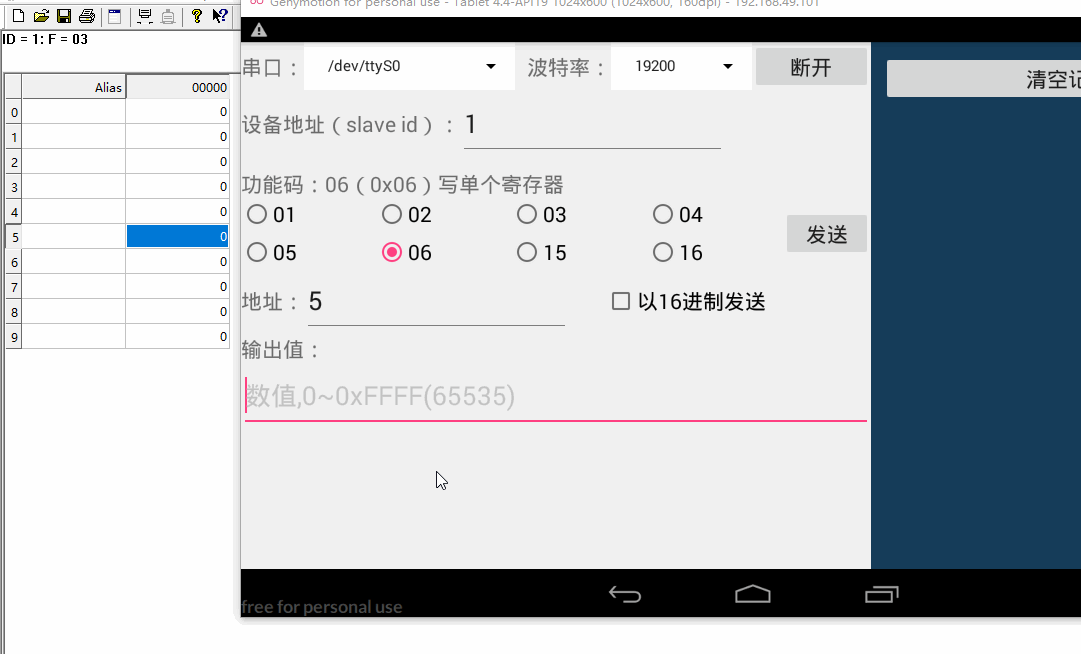 Genymotion for personal use - Tablet 4.4-API19 1024x600 (1024x600, 160dpi) - 192.168.49.101
ID = 1: F = 03
Alias 00000
0 0
1 0
2 0
3 0
4 0
5 0
6 0
7 0
8 0
9 0
串口： /dev/ttyS0 波特率： 19200 断开
清空记
设备地址（slave id）： 1
功能码：06（0x06）写单个寄存器
01 02 03 04
05 06 15 16
发送
地址： 5 以16进制发送
输出值：
数值,0~0xFFFF(65535)
free for personal use